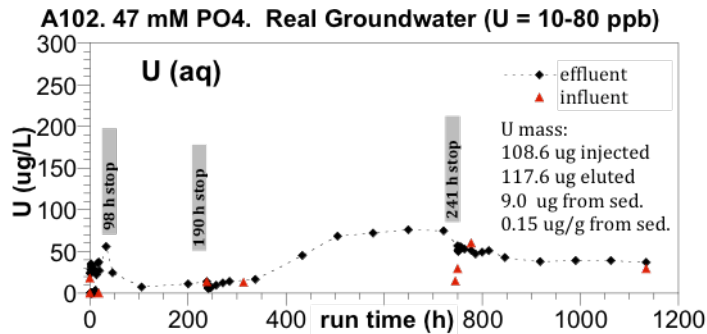 A102. 47 mM PO4. Real Groundwater (U = 10-80 ppb)
300
250
200
150
100
50
0
U (ug/L)
U (aq)
effluent
influent
98 h stop
190 h stop
241 h stop
U mass:
108.6 ug injected
117.6 ug eluted
9.0 ug from sed.
0.15 ug/g from sed.
0
200
400
600
800
1000
1200
run time (h)